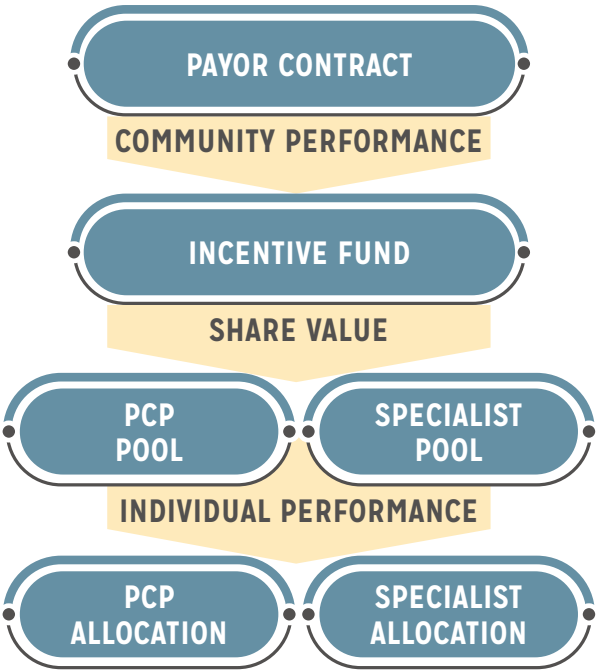 PAYOR CONTRACT
COMMUNITY PERFORMANCE
INCENTIVE FUND
SHARE VALUE
PCP
POOL
SPECIALIST
POOL
INDIVIDUAL PERFORMANCE
PCP
ALLOCATION
SPECIALIST
ALLOCATION